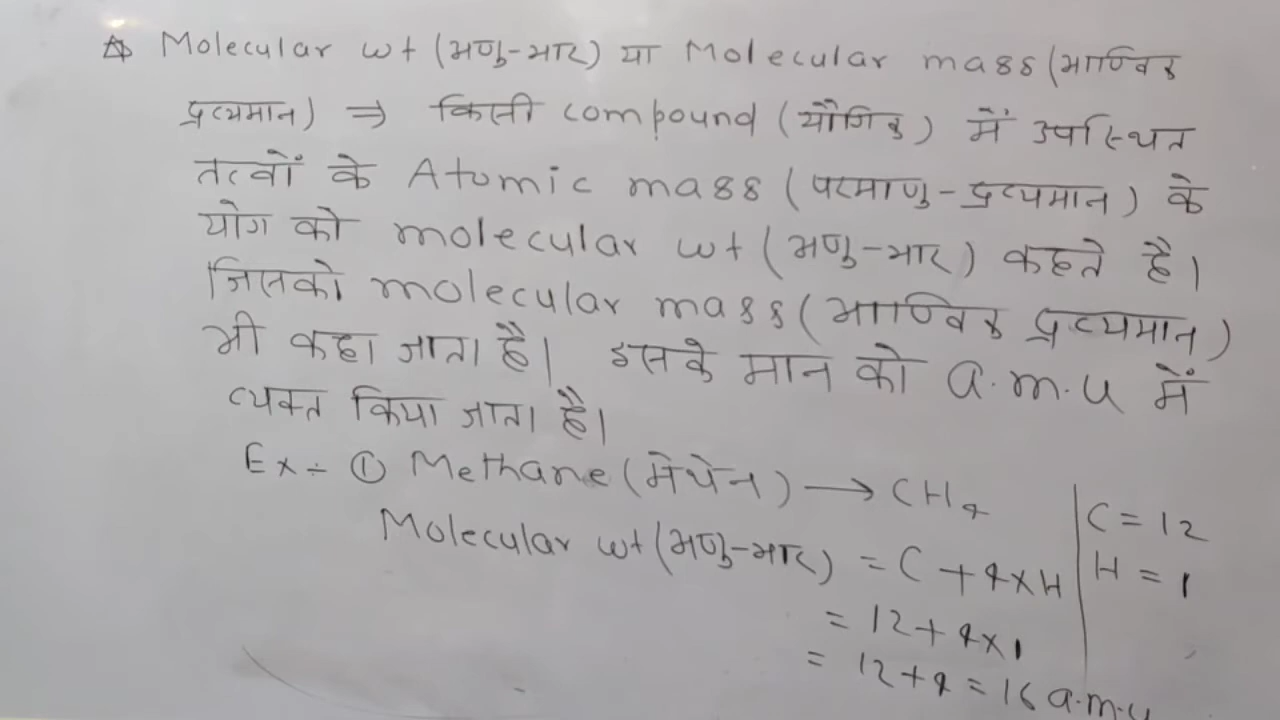 Molecular wt (अणु-भार) या Molecular mass (आण्विक
द्रव्यमान) ⇒ किसी compound (यौगिक) में उपस्थित
तत्वों के Atomic mass (परमाणु-द्रव्यमान) के
योग को molecular wt (अणु-भार) कहते है।
जिसको molecular mass (आण्विक द्रव्यमान)
भी कहा जाता है। इसके मान को a.m.u में
व्यक्त किया जाता है।
Ex ÷ ① Methane (मेथेन) → CH₄
C = 12
Molecular wt (अणु-भार) = C + 4×H
H = 1
= 12 + 4×1
= 12 + 4 = 16 a.m.u